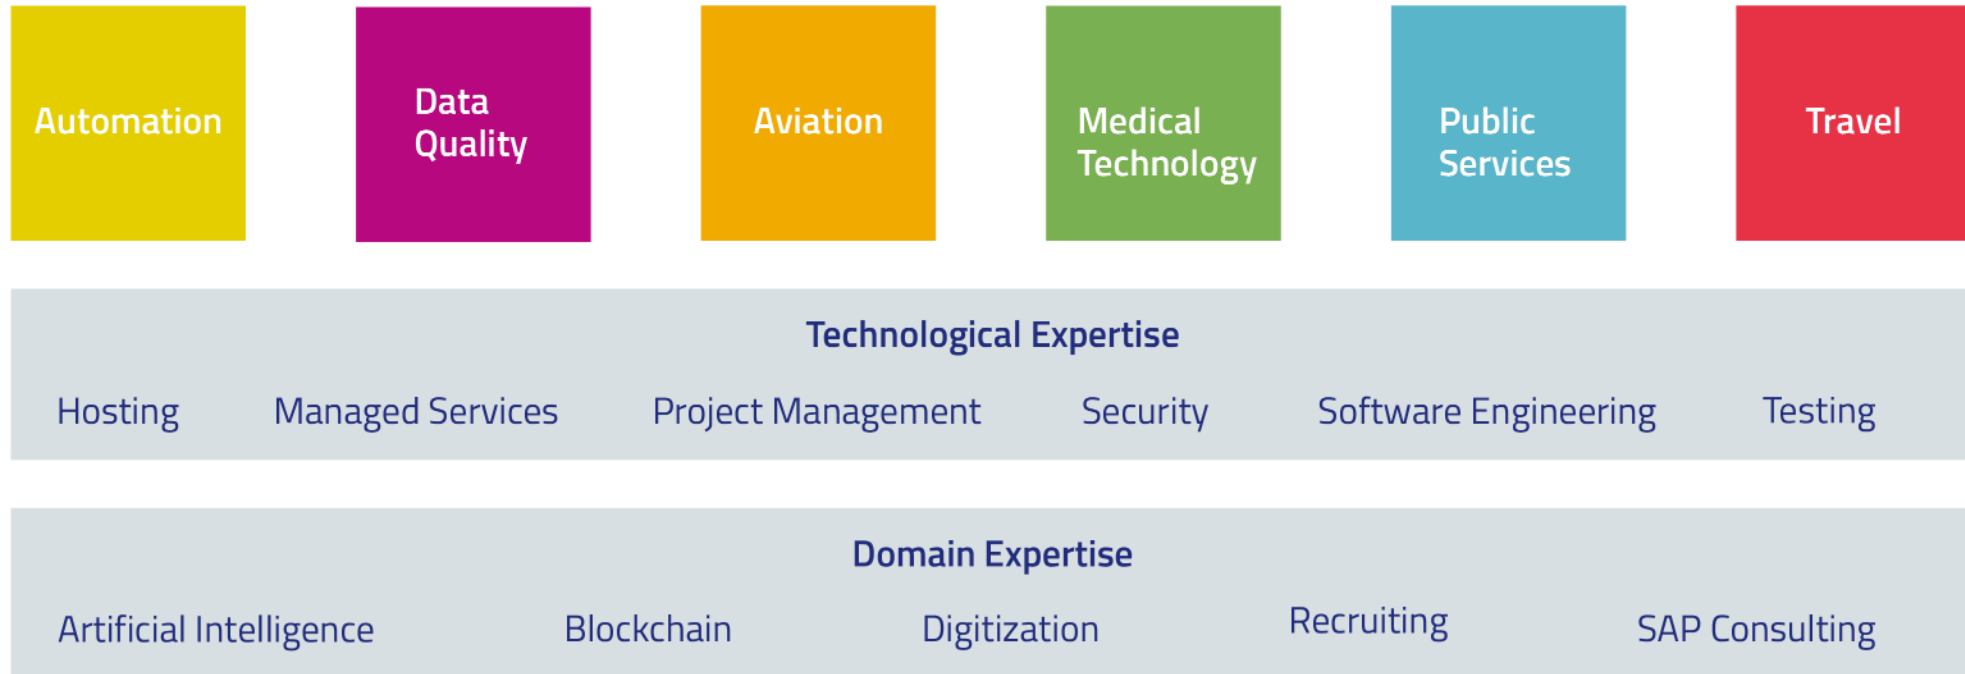 Automation
Data
Quality
Aviation
Medical
Technology
Public
Services
Travel
Technological Expertise
Hosting Managed Services Project Management Security Software Engineering Testing
Domain Expertise
Artificial Intelligence Blockchain Digitization Recruiting SAP Consulting